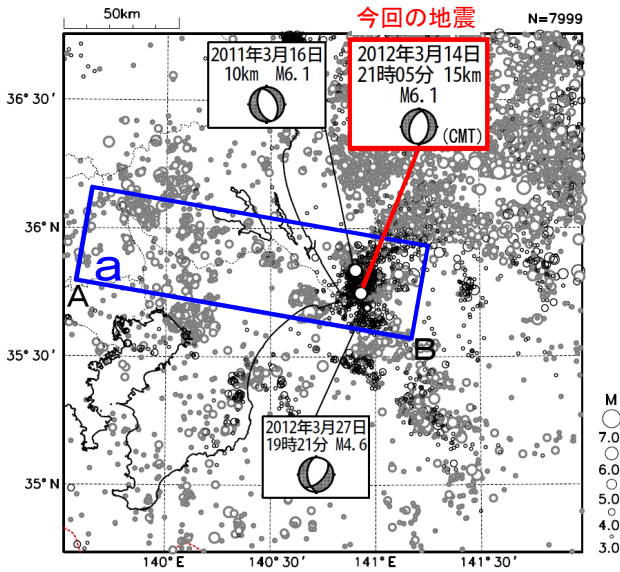 50km
今回の地震
N=7999
2011年3月16日
10km M6.1
2012年3月14日
21時05分 15km
M6.1
(CMT)
36°30′
36°N
a
A
B
35°30′
2012年3月27日
19時21分 M4.6
35°N
M
7.0
6.0
5.0
4.0
3.0
140°E
140°30′
141°E
141°30′